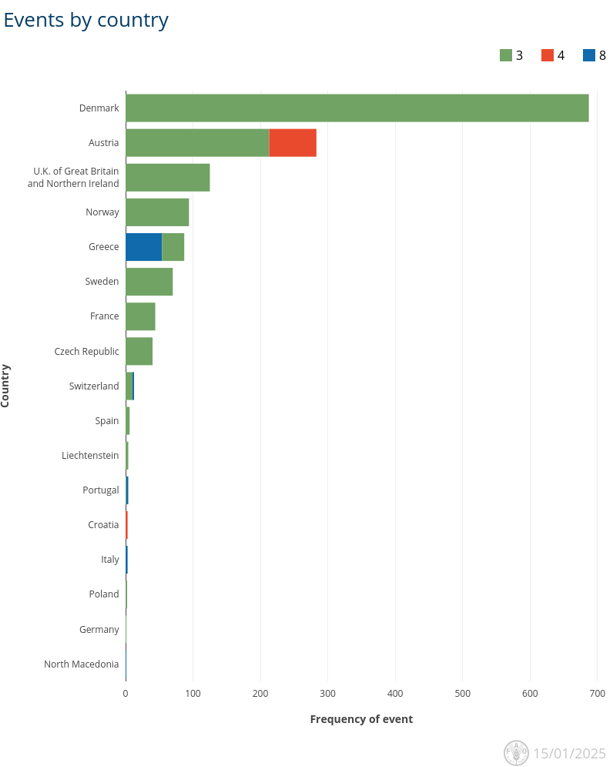 Events by country
3 4 8
Denmark
Austria
U.K. of Great Britain
and Northern Ireland
Norway
Greece
Sweden
France
Czech Republic
Switzerland
Spain
Liechtenstein
Portugal
Croatia
Italy
Poland
Germany
North Macedonia
Country
0 100 200 300 400 500 600 700
Frequency of event
15/01/2025